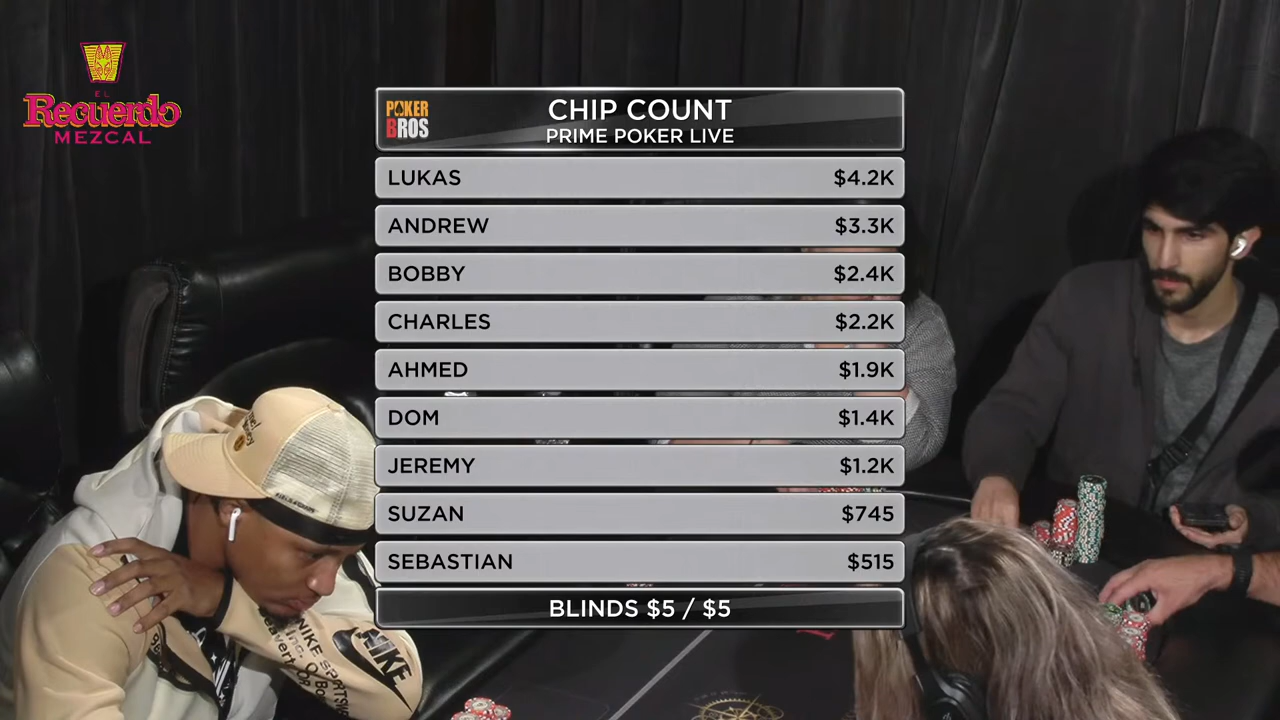 EL
Recuerdo
MEZCAL
POKER
BROS
CHIP COUNT
PRIME POKER LIVE
LUKAS $4.2K
ANDREW $3.3K
BOBBY $2.4K
CHARLES $2.2K
AHMED $1.9K
DOM $1.4K
JEREMY $1.2K
SUZAN $745
SEBASTIAN $515
BLINDS $5 / $5
NIKE